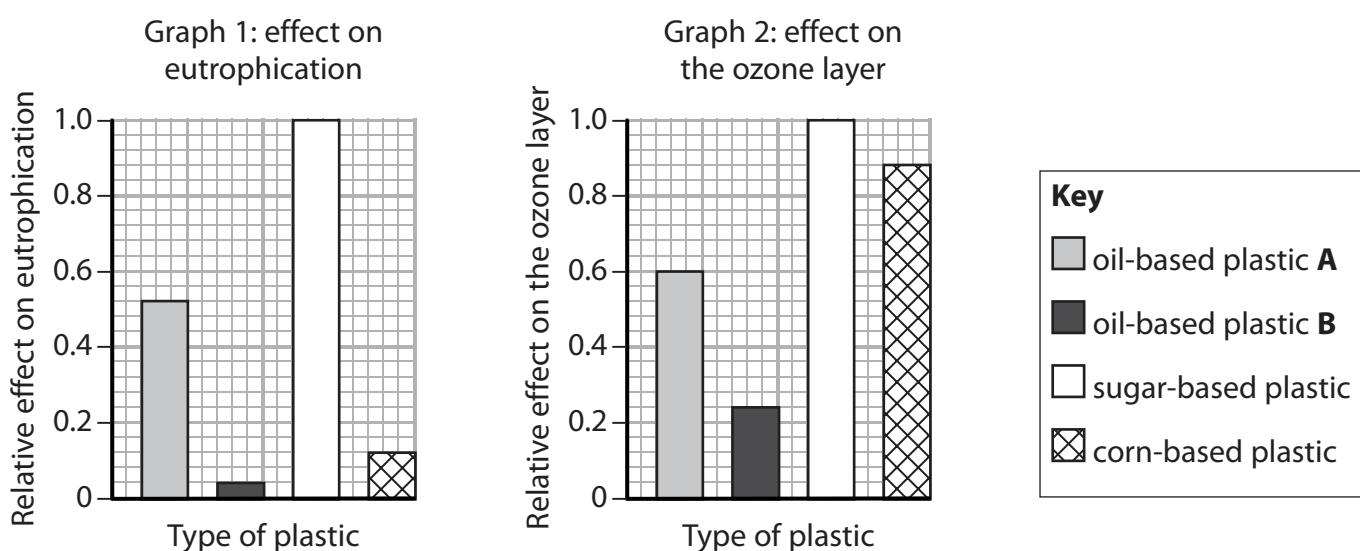 Graph 1: effect on
eutrophication
Relative effect on eutrophication
1.0
0.8
0.6
0.4
0.2
0
Type of plastic
Graph 2: effect on
the ozone layer
Relative effect on the ozone layer
1.0
0.8
0.6
0.4
0.2
0
Type of plastic
Key
oil-based plastic A
oil-based plastic B
sugar-based plastic
corn-based plastic